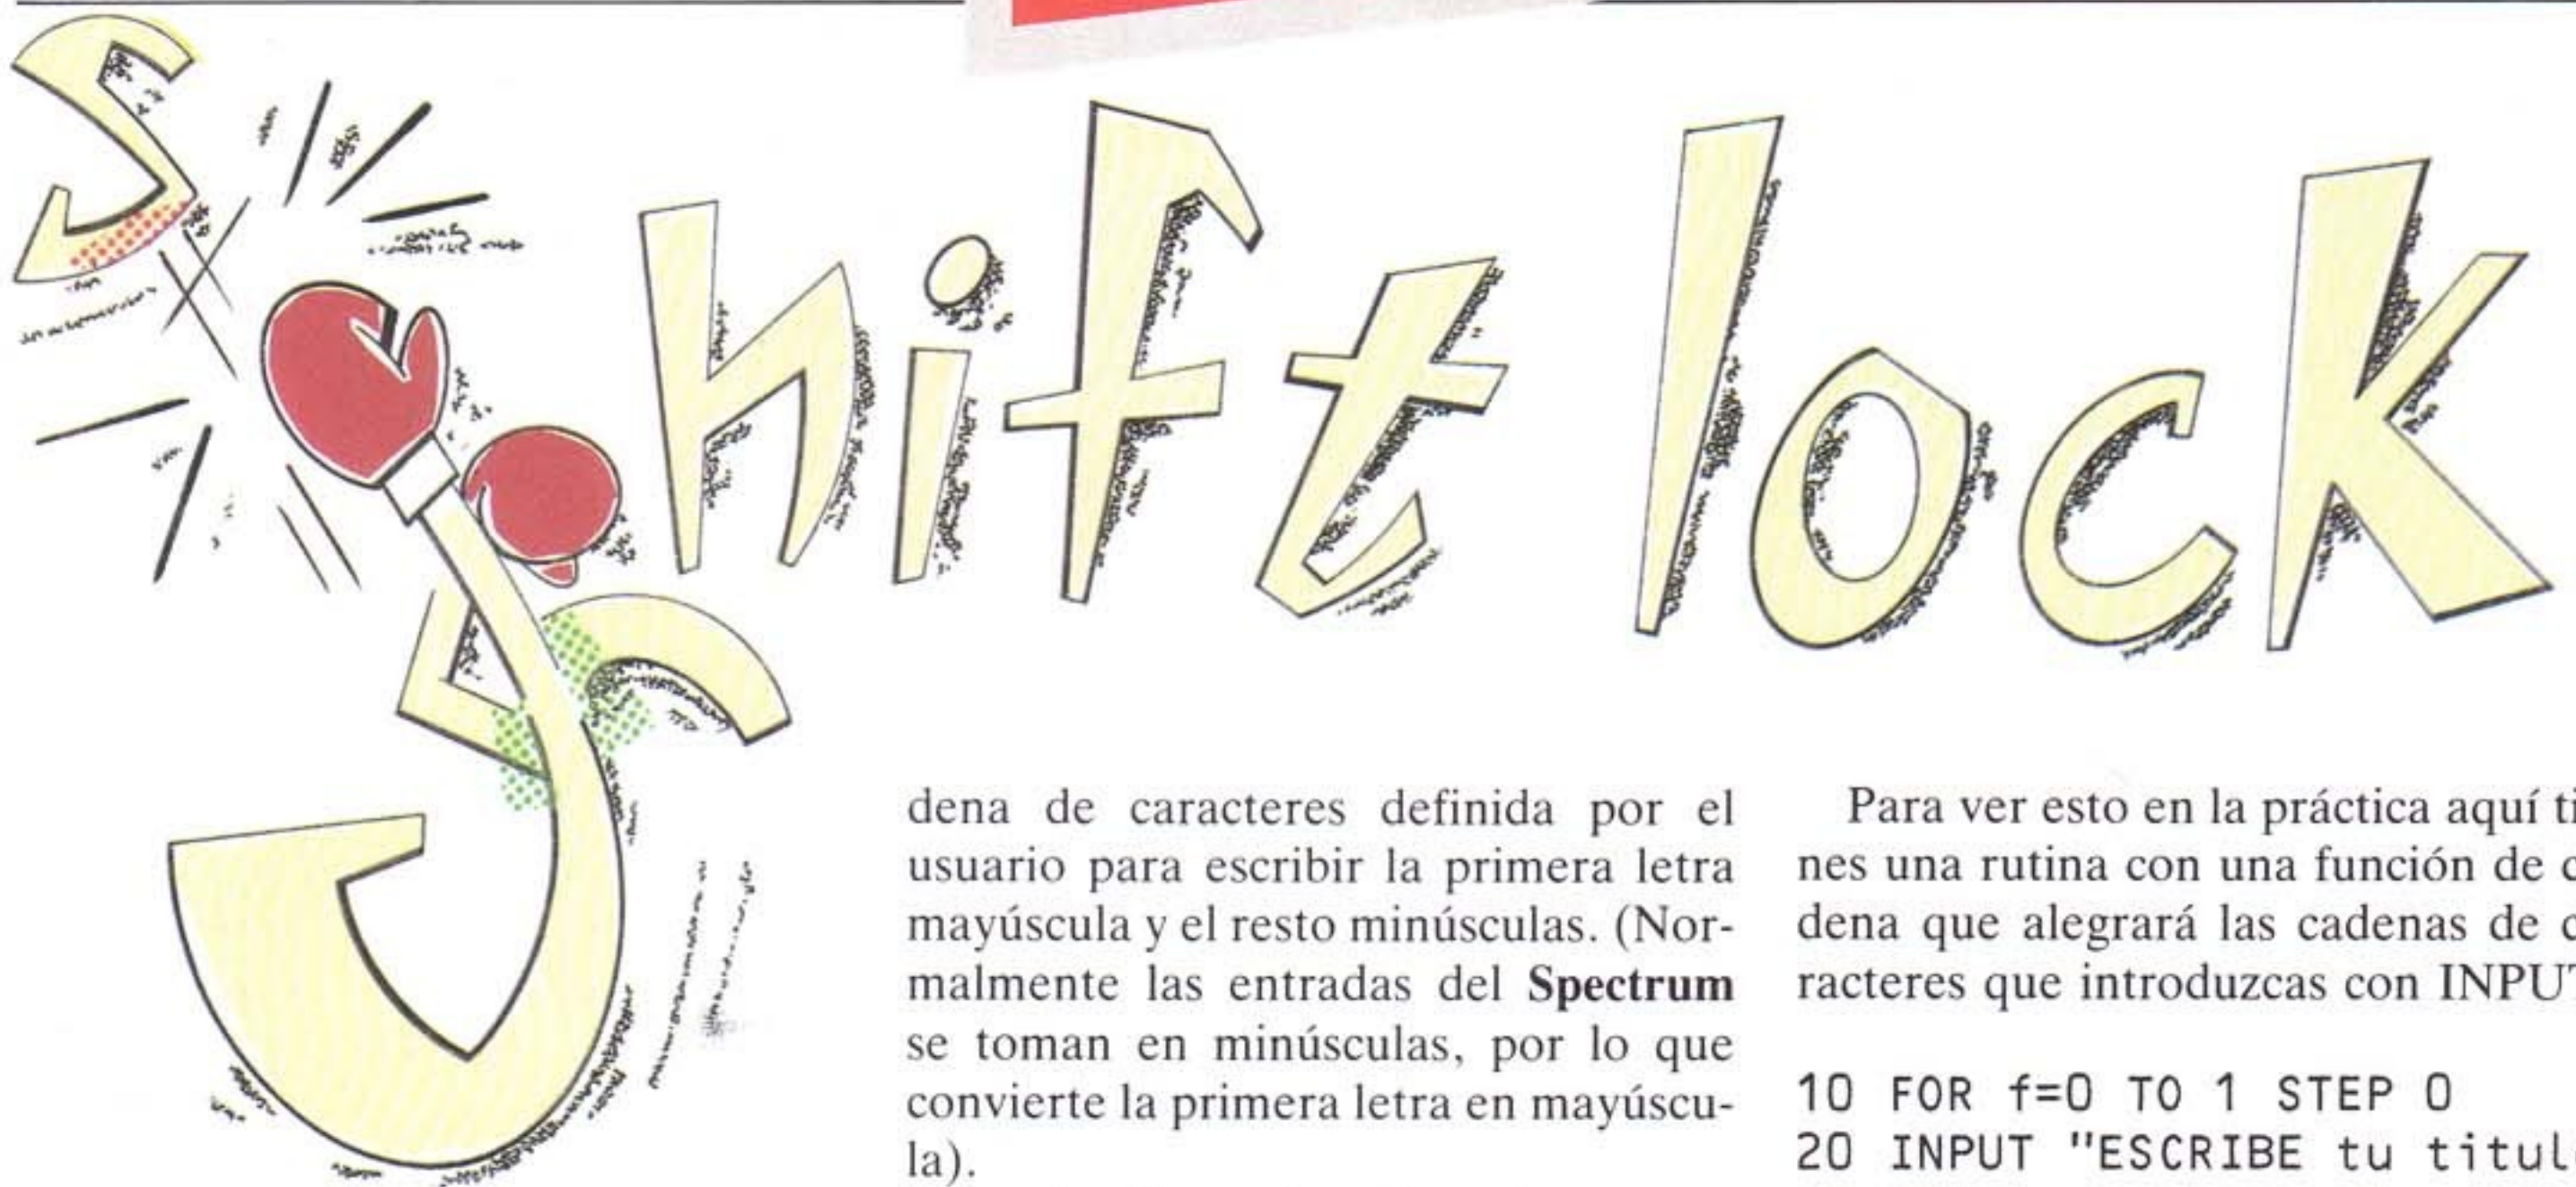 Shift lock
dena de caracteres definida por el
usuario para escribir la primera letra
mayúscula y el resto minúsculas. (Nor-
malmente las entradas del Spectrum
se toman en minúsculas, por lo que
convierte la primera letra en mayúscu-
la).
Para ver esto en la práctica aquí ti
nes una rutina con una función de c
dena que alegrará las cadenas de c
racteres que introduzcas con INPUT
10 FOR f=0 TO 1 STEP 0
20 INPUT "ESCRIBE tu titul